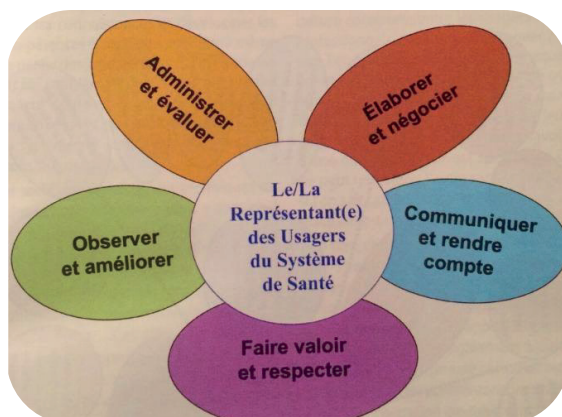 Administrer
et évaluer
Élaborer
et négocier
Le/La
Représentant(e)
des Usagers
du Système
de Santé
Observer
et améliorer
Communiquer
et rendre
compte
Faire valoir
et respecter